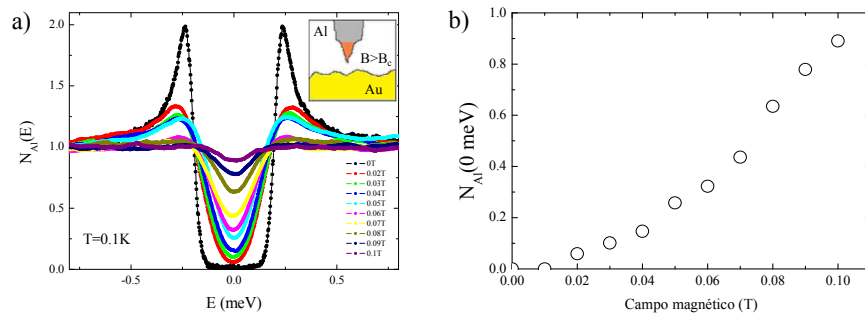 a)
2.0
1.5
1.0
0.5
0.0
N_Al(E)
-0.5
0.0
0.5
E (meV)
T=0.1K
0T
0.02T
0.03T
0.04T
0.05T
0.06T
0.07T
0.08T
0.09T
0.1T
Al
B>B_c
Au
b)
1.0
0.8
0.6
0.4
0.2
0.0
N_Al(0 meV)
0.00
0.02
0.04
0.06
0.08
0.10
Campo magnético (T)